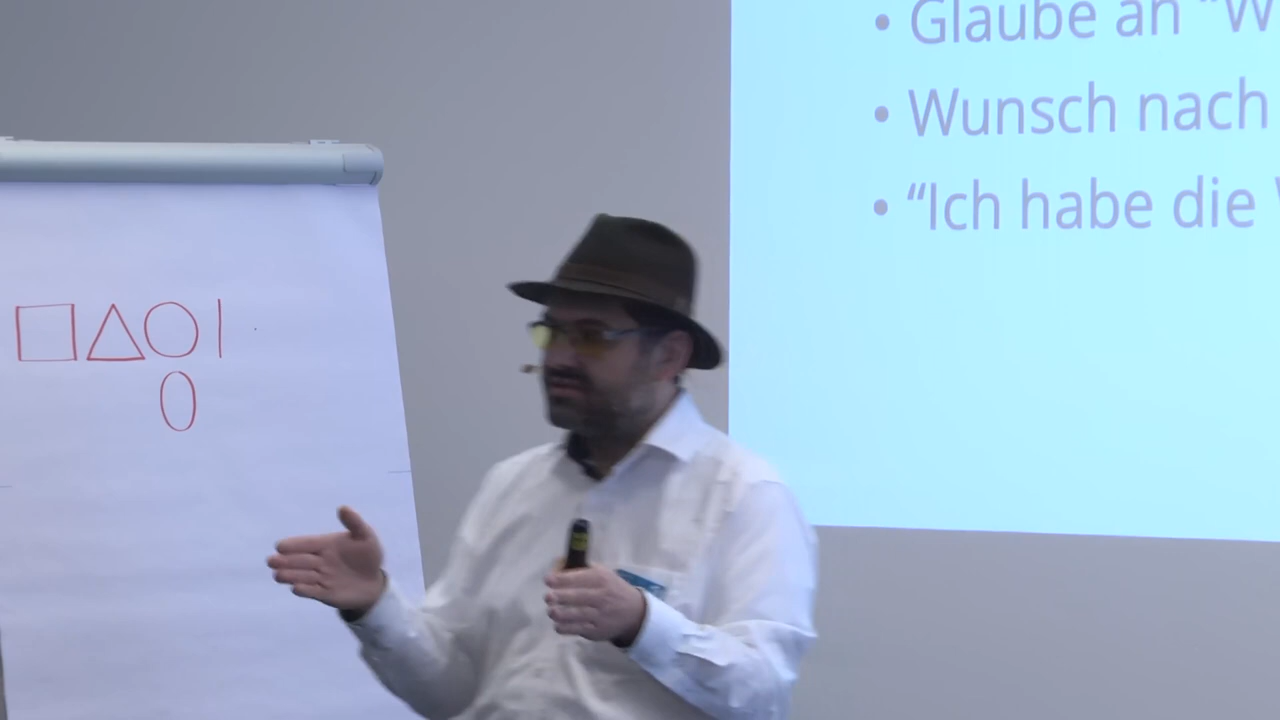 • Glaube an "W
• Wunsch nach
• “Ich habe die